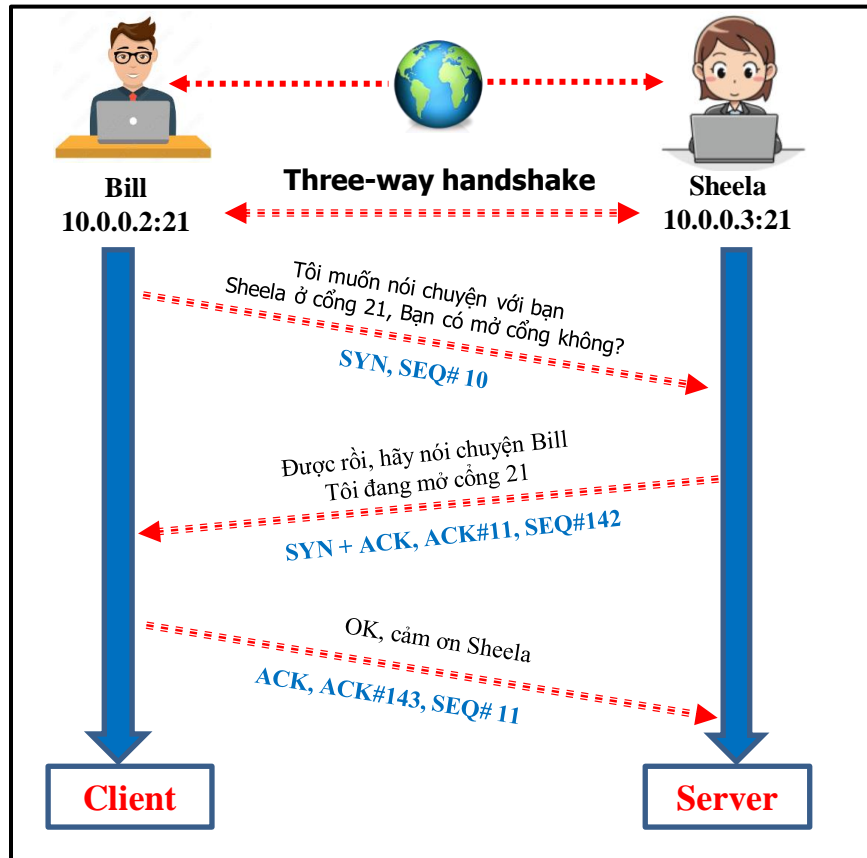 Bill
10.0.0.2:21
Three-way handshake
Sheela
10.0.0.3:21
Tôi muốn nói chuyện với bạn
Sheela ở cổng 21, Bạn có mở cổng không?
SYN, SEQ# 10
Được rồi, hãy nói chuyện Bill
Tôi đang mở cổng 21
SYN + ACK, ACK#11, SEQ#142
OK, cảm ơn Sheela
ACK, ACK#143, SEQ# 11
Client
Server